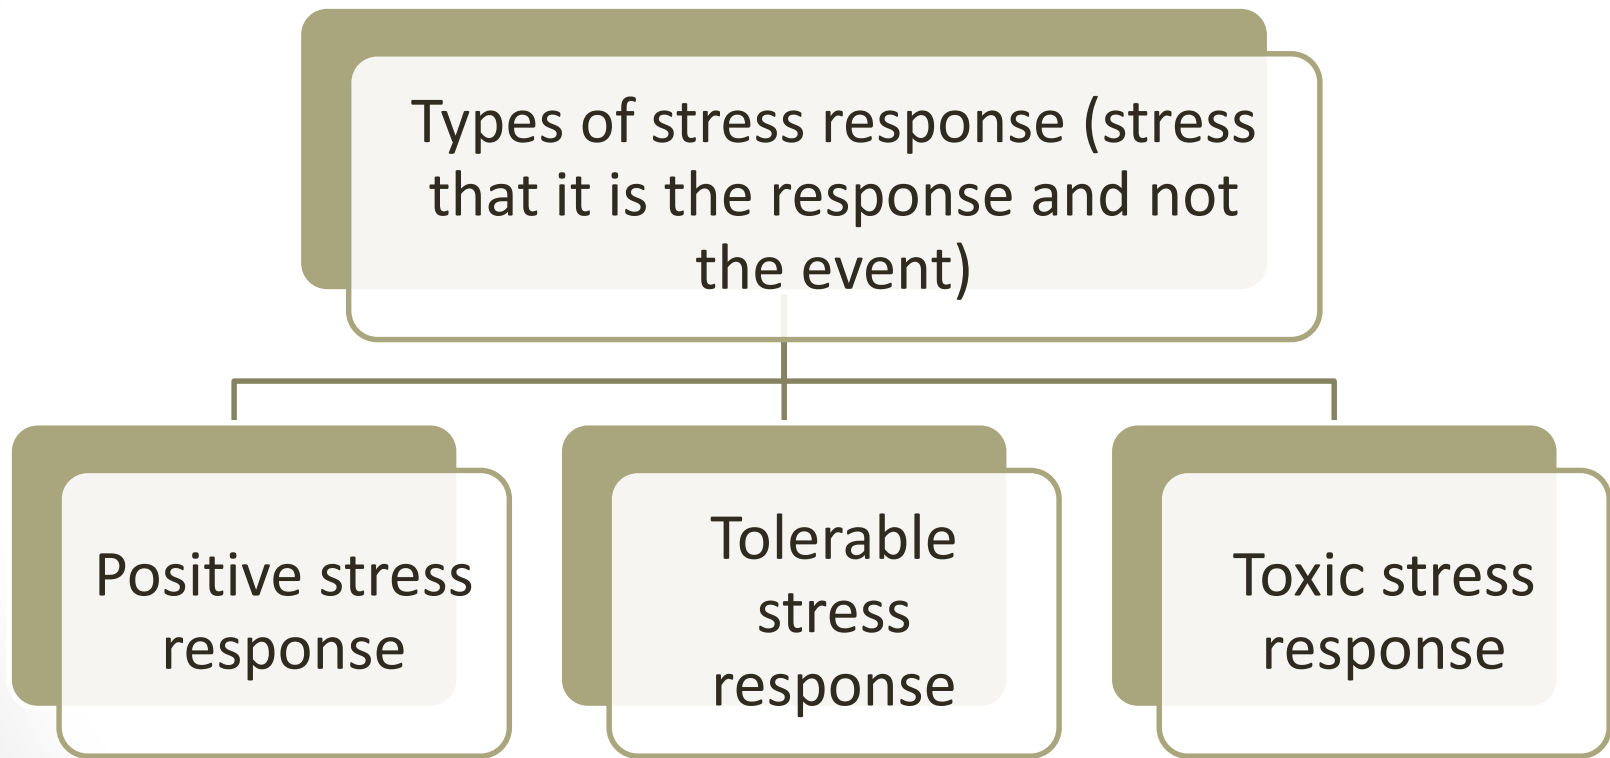 Types of stress response (stress
that it is the response and not
the event)
Positive stress
response
Tolerable
stress
response
Toxic stress
response